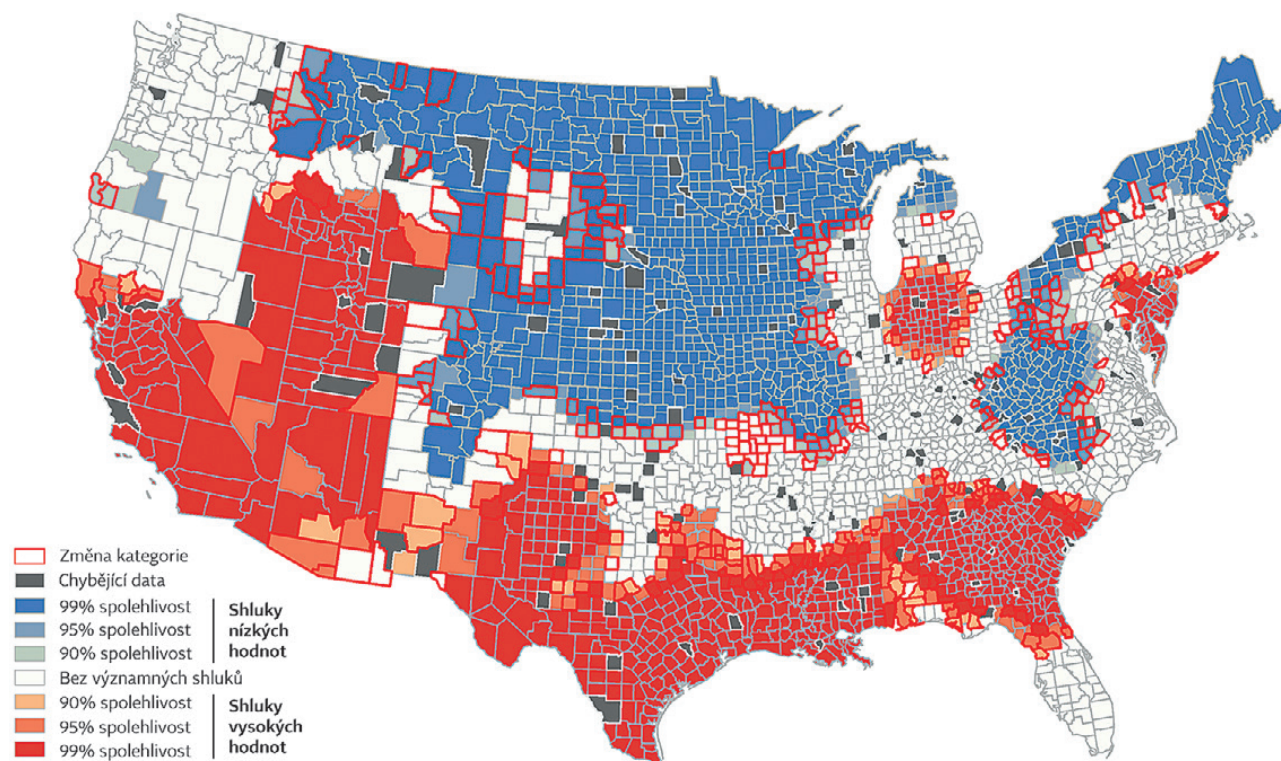 Změna kategorie
Chybějící data
99% spolehlivost
95% spolehlivost
90% spolehlivost
Shluky
nízkých
hodnot
Bez významných shluků
90% spolehlivost
95% spolehlivost
99% spolehlivost
Shluky
vysokých
hodnot